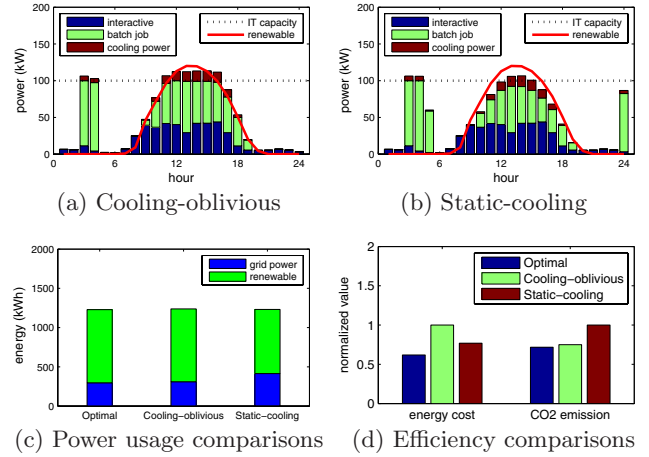 200
150
100
50
0
power (kW)
interactive
batch job
cooling power
IT capacity
renewable
0 6 12 18 24
hour
(a) Cooling-oblivious
200
150
100
50
0
power (kW)
interactive
batch job
cooling power
IT capacity
renewable
0 6 12 18 24
hour
(b) Static-cooling
2000
1500
1000
500
0
energy (kWh)
grid power
renewable
Optimal Cooling−oblivious Static−cooling
(c) Power usage comparisons
2
1.5
1
0.5
0
normalized value
Optimal
Cooling−oblivious
Static−cooling
energy cost CO2 emission
(d) Efficiency comparisons